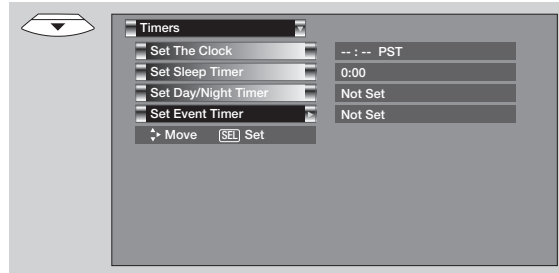 Timers
Set The Clock -- : -- PST
Set Sleep Timer 0:00
Set Day/Night Timer Not Set
Set Event Timer Not Set
Move SEL Set